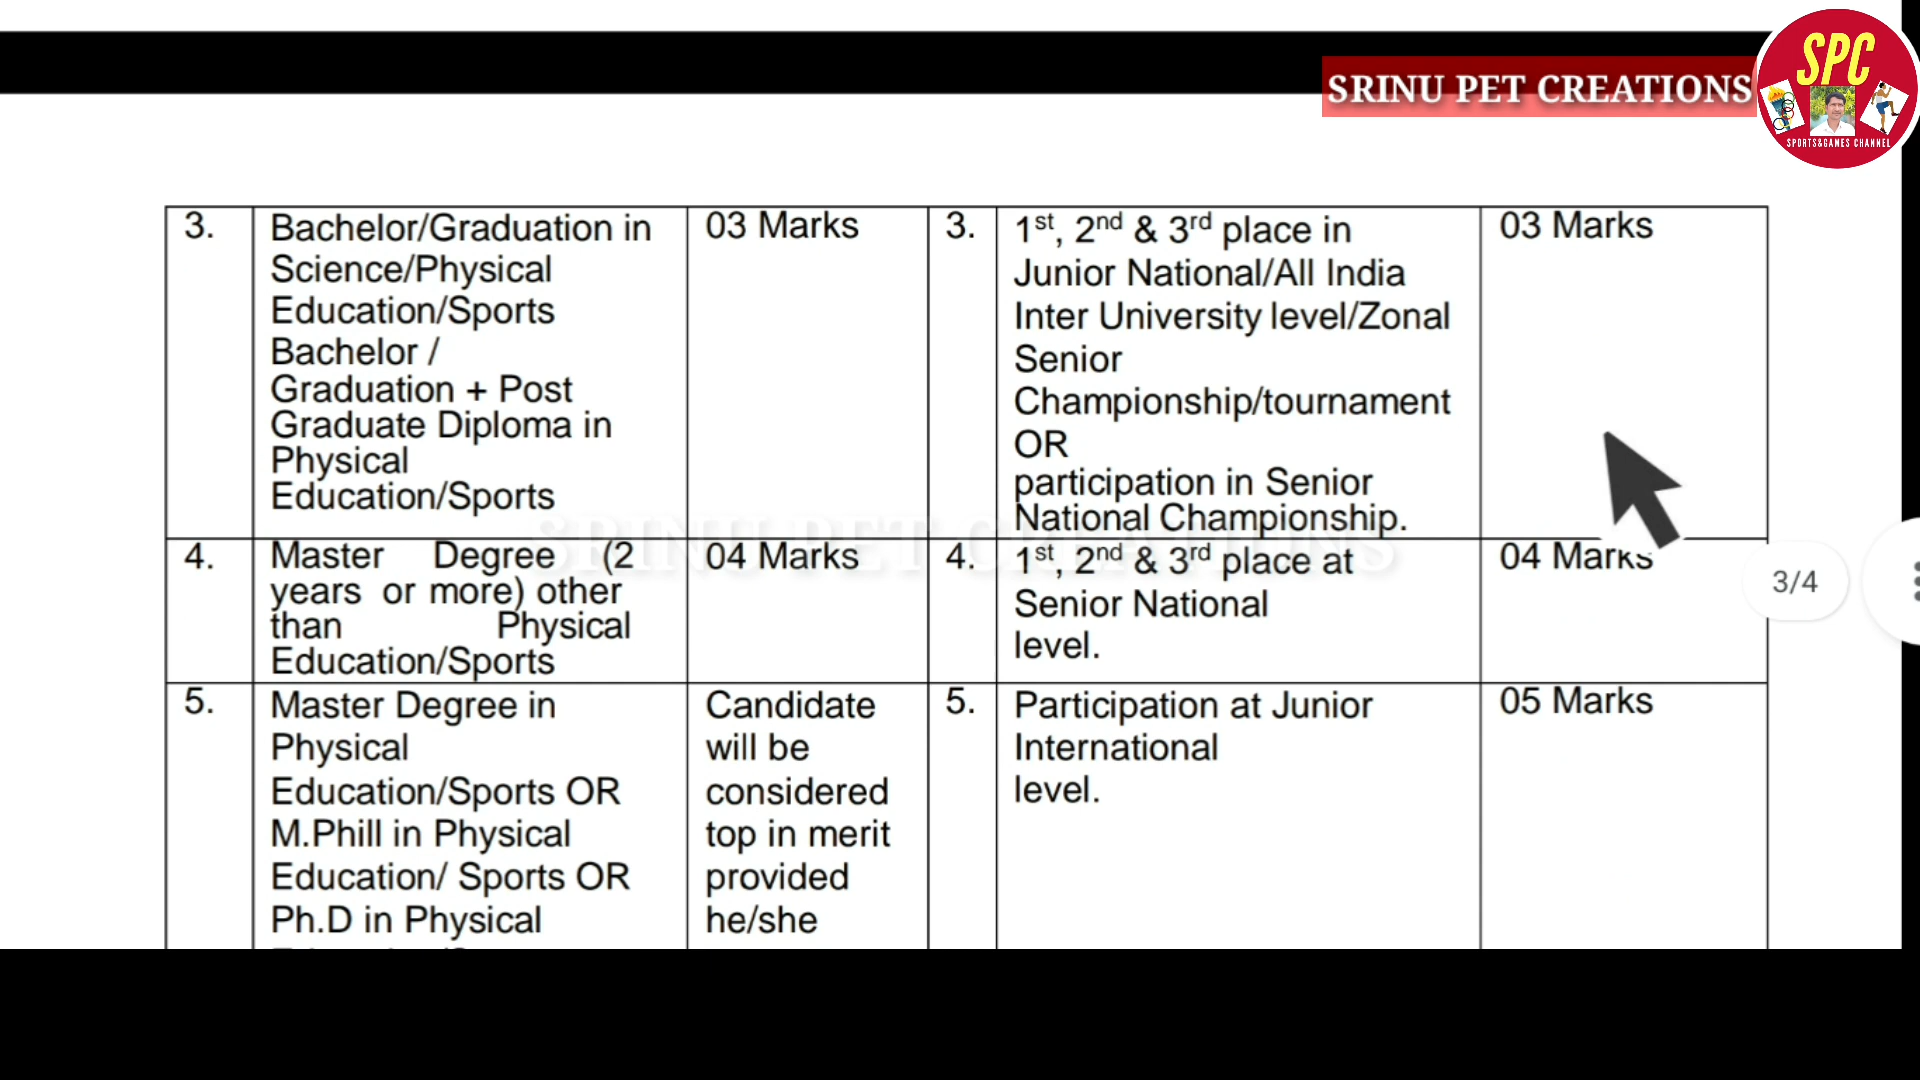 SRINU PET CREATIONS
SPC
SPORTS&GAMES CHANNEL
3.
Bachelor/Graduation in
Science/Physical
Education/Sports
Bachelor /
Graduation + Post
Graduate Diploma in
Physical
Education/Sports
03 Marks
3.
1st, 2nd & 3rd place in
Junior National/All India
Inter University level/Zonal
Senior
Championship/tournament
OR
participation in Senior
National Championship.
03 Marks
SRINU PET CREATIONS
4.
Master Degree (2
years or more) other
than Physical
Education/Sports
04 Marks
4.
1st, 2nd & 3rd place at
Senior National
level.
04 Marks
3/4
5.
Master Degree in
Physical
Education/Sports OR
M.Phill in Physical
Education/ Sports OR
Ph.D in Physical
Candidate
will be
considered
top in merit
provided
he/she
5.
Participation at Junior
International
level.
05 Marks